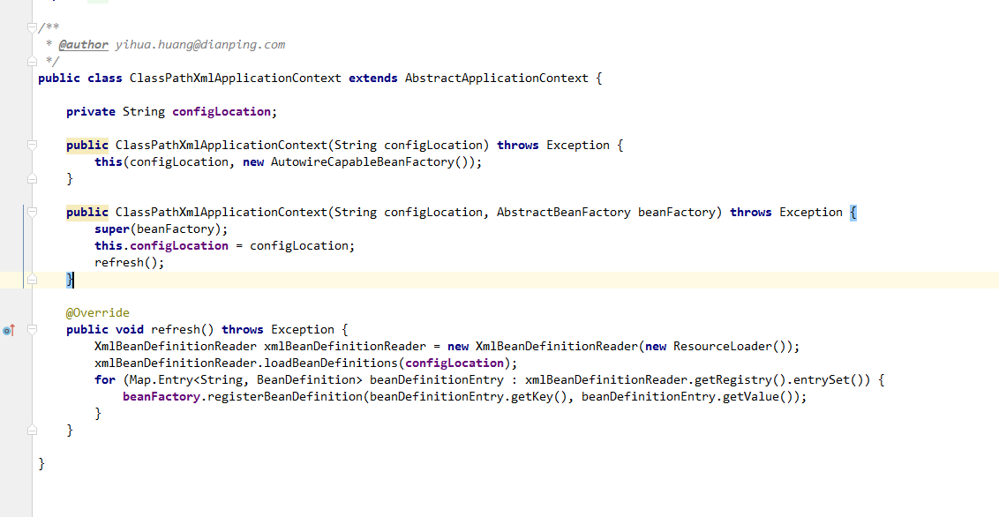 /**
 * @author yihua.huang@dianping.com
 */
public class ClassPathXmlApplicationContext extends AbstractApplicationContext {
    private String configLocation;
    public ClassPathXmlApplicationContext(String configLocation) throws Exception {
        this(configLocation, new AutowireCapableBeanFactory());
    }
    public ClassPathXmlApplicationContext(String configLocation, AbstractBeanFactory beanFactory) throws Exception {
        super(beanFactory);
        this.configLocation = configLocation;
        refresh();
    }
    @Override
    public void refresh() throws Exception {
        XmlBeanDefinitionReader xmlBeanDefinitionReader = new XmlBeanDefinitionReader(new ResourceLoader());
        xmlBeanDefinitionReader.loadBeanDefinitions(configLocation);
        for (Map.Entry<String, BeanDefinition> beanDefinitionEntry : xmlBeanDefinitionReader.getRegistry().entrySet()) {
            beanFactory.registerBeanDefinition(beanDefinitionEntry.getKey(), beanDefinitionEntry.getValue());
        }
    }
}